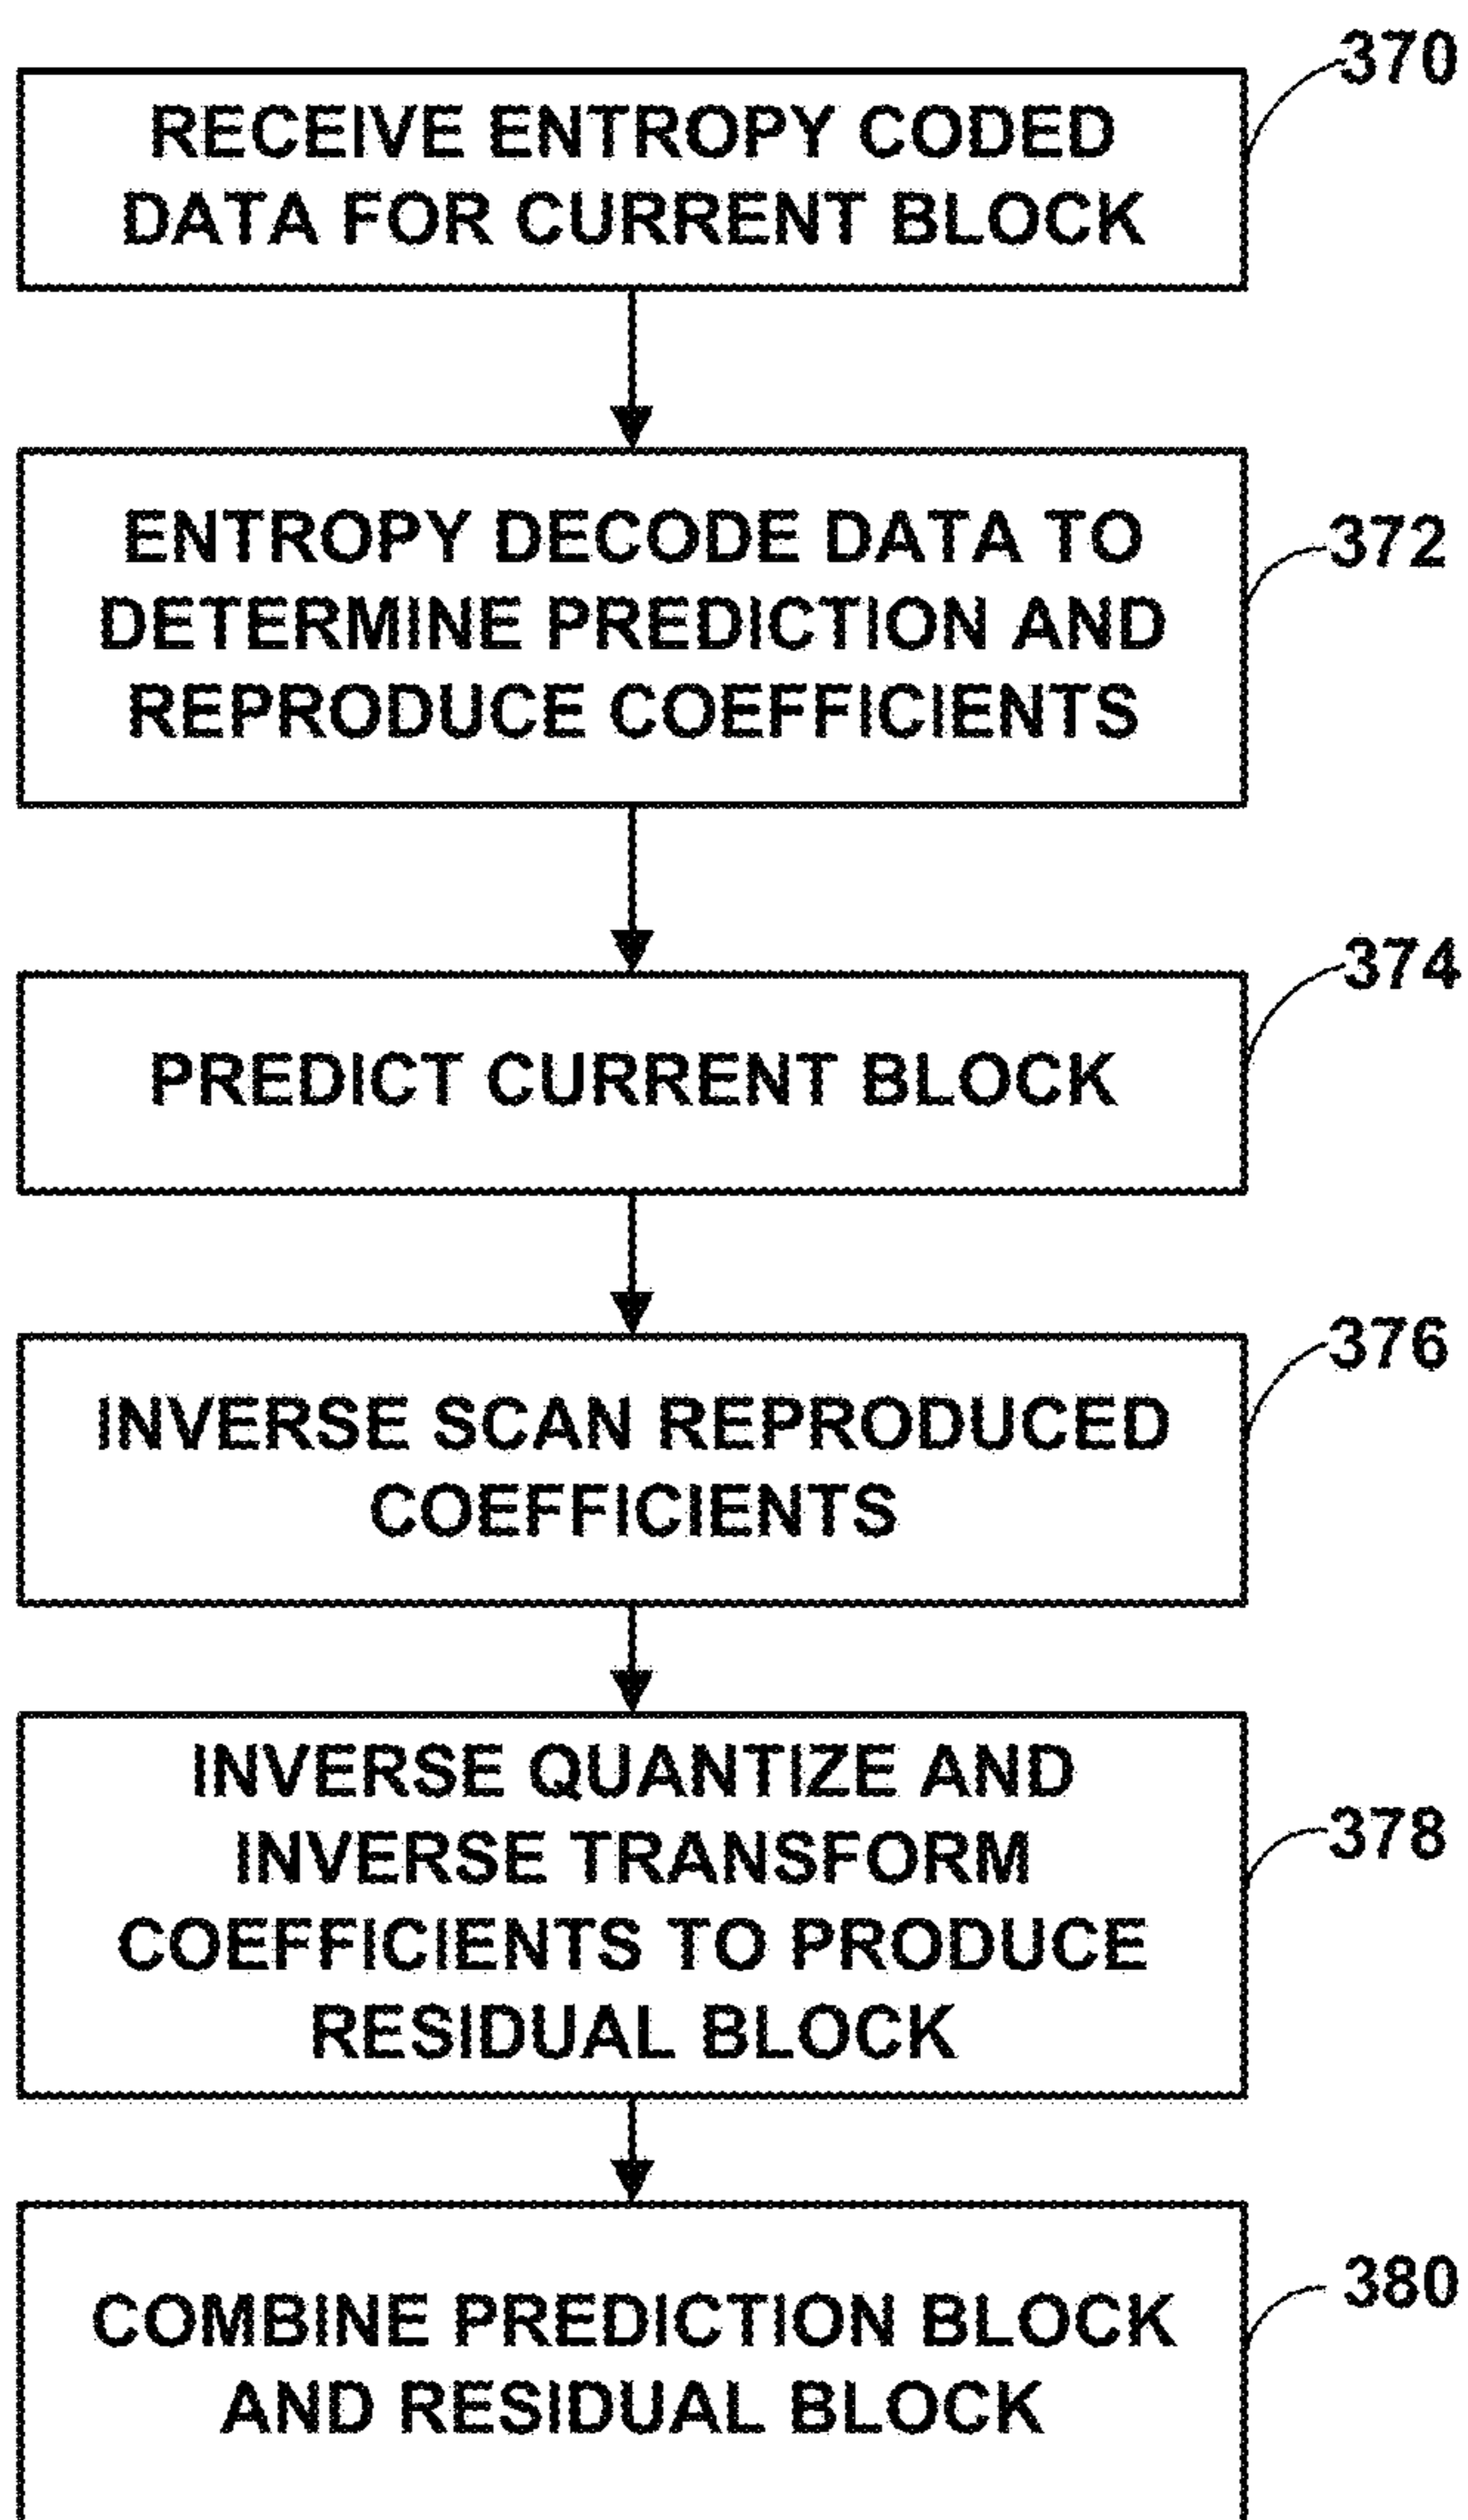 370
RECEIVE ENTROPY CODED
DATA FOR CURRENT BLOCK
372
ENTROPY DECODE DATA TO
DETERMINE PREDICTION AND
REPRODUCE COEFFICIENTS
374
PREDICT CURRENT BLOCK
376
INVERSE SCAN REPRODUCED
COEFFICIENTS
378
INVERSE QUANTIZE AND
INVERSE TRANSFORM
COEFFICIENTS TO PRODUCE
RESIDUAL BLOCK
380
COMBINE PREDICTION BLOCK
AND RESIDUAL BLOCK